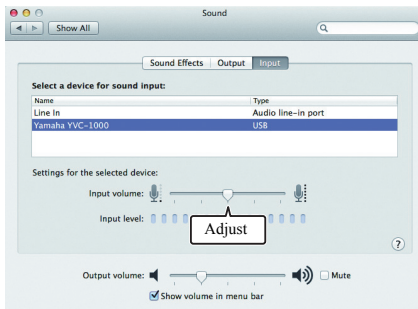 Sound
Show All
Sound Effects Output Input
Select a device for sound input:
Name Type
Line In Audio line-in port
Yamaha YVC-1000 USB
Settings for the selected device:
Input volume:
Input level:
Adjust
?
Output volume: Mute
Show volume in menu bar